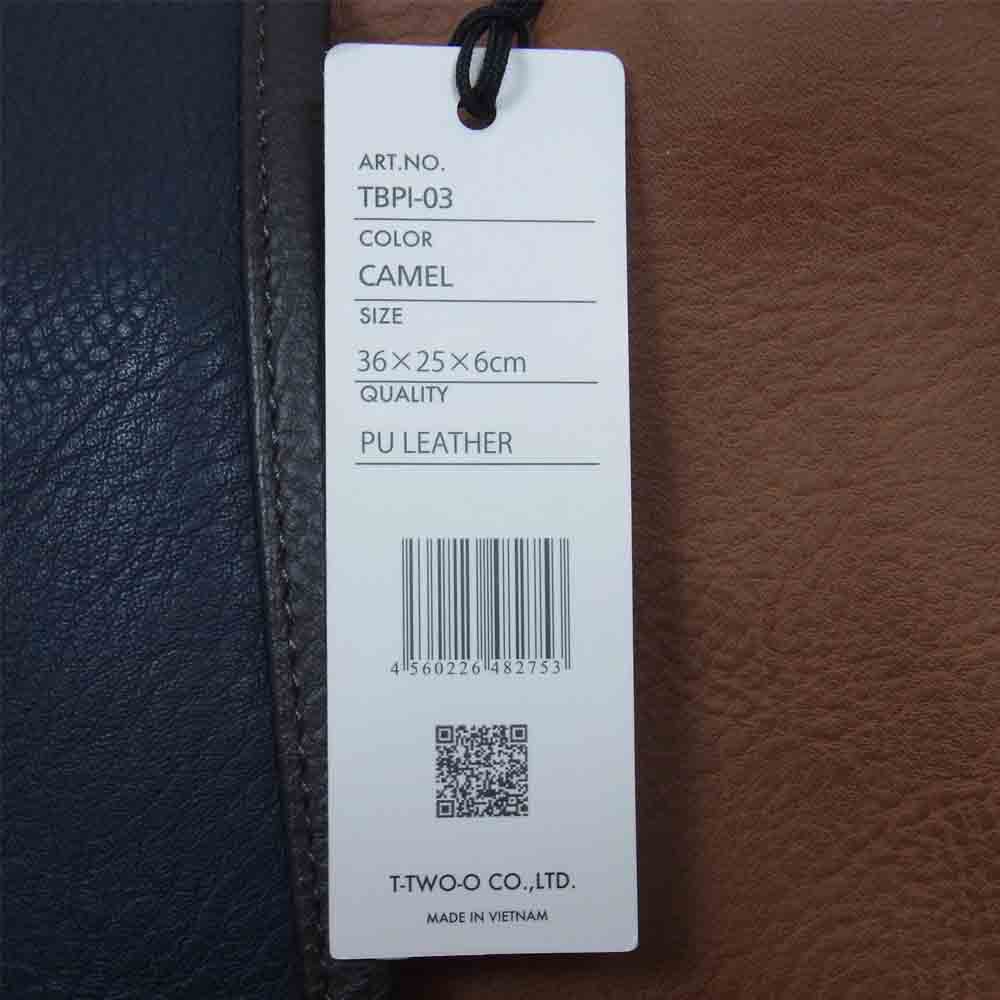 ART.NO.
TBPI-03
COLOR
CAMEL
SIZE
36×25×6cm
QUALITY
PU LEATHER
4 560226 482753
T-TWO-O CO.,LTD.
MADE IN VIETNAM